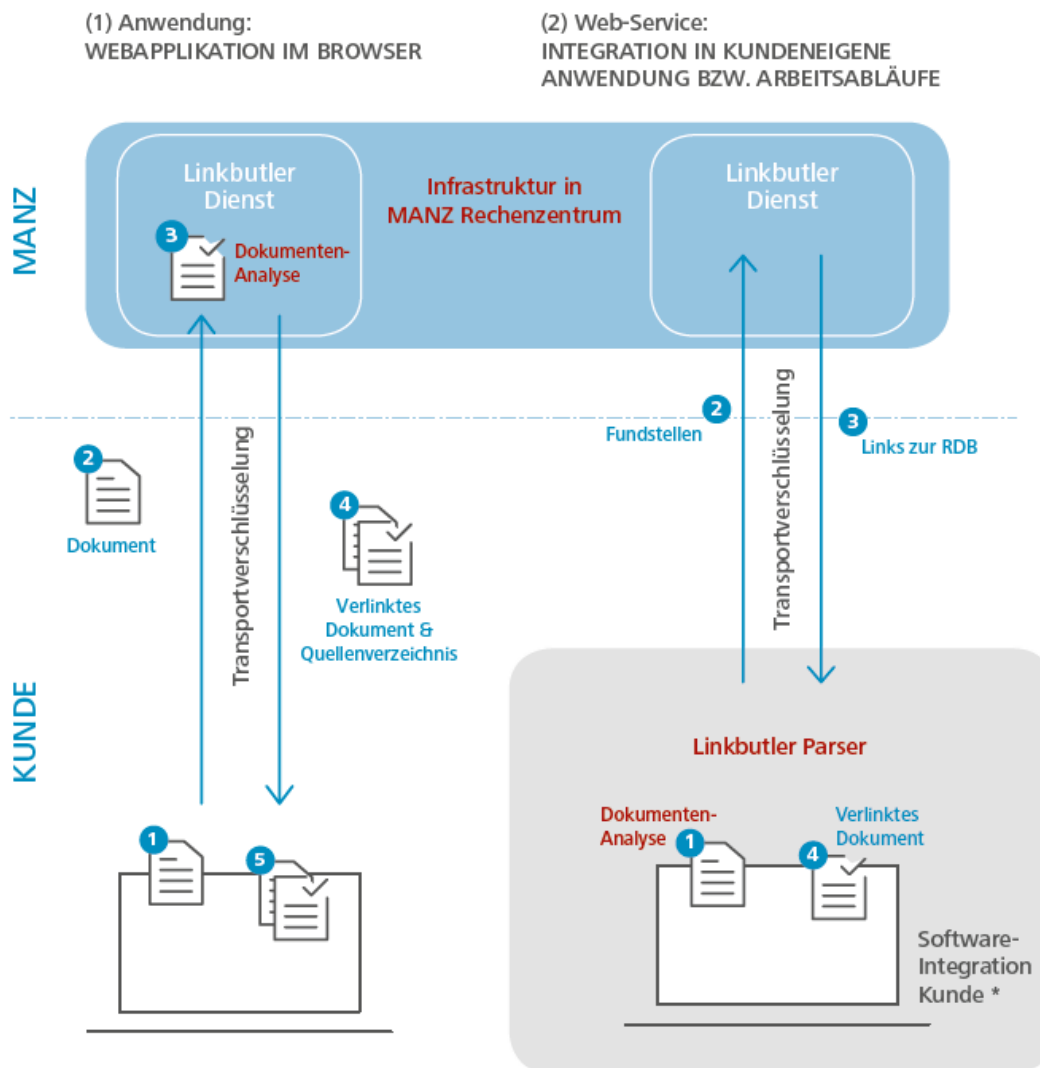 (1) Anwendung:
WEBAPPLIKATION IM BROWSER
(2) Web-Service:
INTEGRATION IN KUNDENEIGENE
ANWENDUNG BZW. ARBEITSABLÄUFE
MANZ
Linkbutler
Dienst
3
Dokumenten-
Analyse
Infrastruktur in
MANZ Rechenzentrum
Linkbutler
Dienst
2
Dokument
Transportverschlüsselung
4
Verlinktes
Dokument &
Quellenverzeichnis
2
Fundstellen
Transportverschlüsselung
3
Links zur RDB
KUNDE
1
5
Linkbutler Parser
Dokumenten-
Analyse
1
Verlinktes
Dokument
4
Software-
Integration
Kunde *